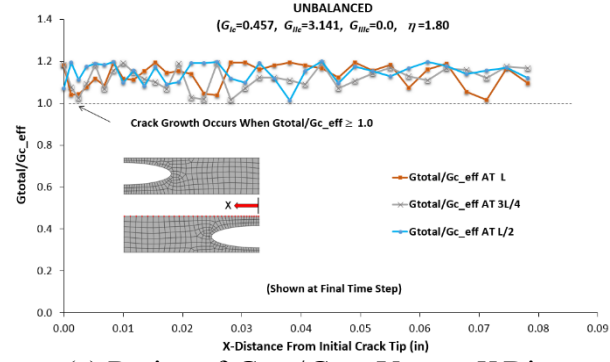 UNBALANCED
(GIc=0.457, GIIc=3.141, GIIIc=0.0, η=1.80
1.4
1.2
1.0
0.8
0.6
0.4
0.2
0.0
Gtotal/Gc_eff
Crack Growth Occurs When Gtotal/Gc_eff ≥ 1.0
X
Gtotal/Gc_eff AT L
Gtotal/Gc_eff AT 3L/4
Gtotal/Gc_eff AT L/2
(Shown at Final Time Step)
0.00 0.01 0.02 0.03 0.04 0.05 0.06 0.07 0.08 0.09
X-Distance From Initial Crack Tip (in)